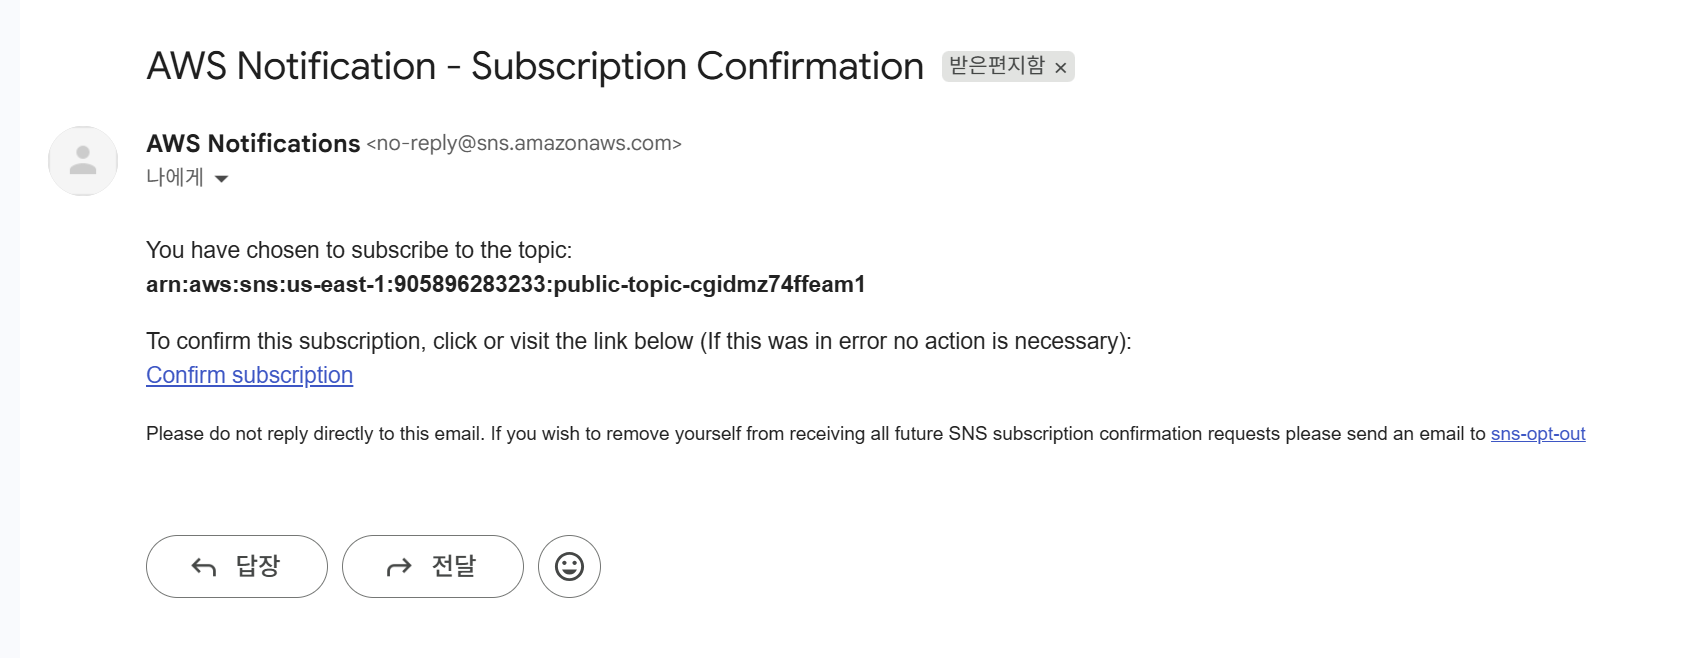 AWS Notification - Subscription Confirmation 받은편지함 ×
AWS Notifications <no-reply@sns.amazonaws.com>
나에게
You have chosen to subscribe to the topic:
arn:aws:sns:us-east-1:905896283233:public-topic-cgidmz74ffeam1
To confirm this subscription, click or visit the link below (If this was in error no action is necessary):
Confirm subscription
Please do not reply directly to this email. If you wish to remove yourself from receiving all future SNS subscription confirmation requests please send an email to sns-opt-out
답장 전달